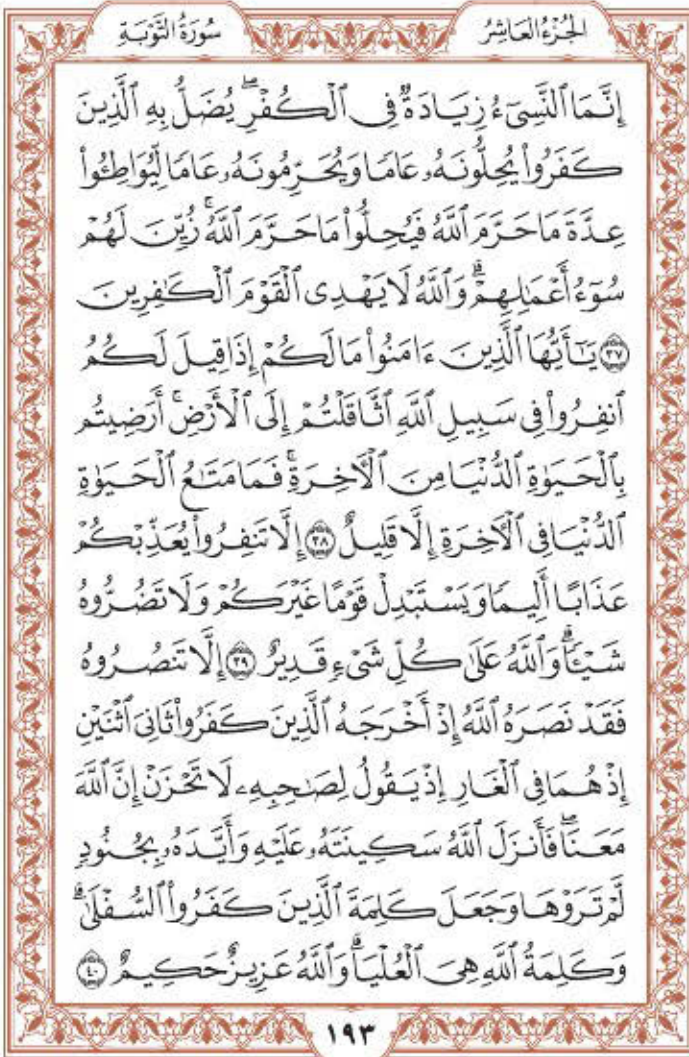 الجُزْءُ العَاشِرُ
سُورَةُ التَّوْبَةِ
إِنَّمَا ٱلنَّسِىٓءُ زِيَادَةٌ فِى ٱلْكُفْرِ ۖ يُضَلُّ بِهِ ٱلَّذِينَ
كَفَرُوا۟ يُحِلُّونَهُۥ عَامًا وَيُحَرِّمُونَهُۥ عَامًا لِّيُوَاطِـُٔوا۟
عِدَّةَ مَا حَرَّمَ ٱللَّهُ فَيُحِلُّوا۟ مَا حَرَّمَ ٱللَّهُ ۚ زُيِّنَ لَهُمْ
سُوٓءُ أَعْمَـٰلِهِمْ ۗ وَٱللَّهُ لَا يَهْدِى ٱلْقَوْمَ ٱلْكَـٰفِرِينَ
٣٧ يَـٰٓأَيُّهَا ٱلَّذِينَ ءَامَنُوا۟ مَا لَكُمْ إِذَا قِيلَ لَكُمُ
ٱنفِرُوا۟ فِى سَبِيلِ ٱللَّهِ ٱثَّاقَلْتُمْ إِلَى ٱلْأَرْضِ ۚ أَرَضِيتُم
بِٱلْحَيَوٰةِ ٱلدُّنْيَا مِنَ ٱلْـَٔاخِرَةِ ۚ فَمَا مَتَـٰعُ ٱلْحَيَوٰةِ
ٱلدُّنْيَا فِى ٱلْـَٔاخِرَةِ إِلَّا قَلِيلٌ ٣٨ إِلَّا تَنفِرُوا۟ يُعَذِّبْكُمْ
عَذَابًا أَلِيمًا وَيَسْتَبْدِلْ قَوْمًا غَيْرَكُمْ وَلَا تَضُرُّوهُ
شَيْـًٔا ۗ وَٱللَّهُ عَلَىٰ كُلِّ شَىْءٍ قَدِيرٌ ٣٩ إِلَّا تَنصُرُوهُ
فَقَدْ نَصَرَهُ ٱللَّهُ إِذْ أَخْرَجَهُ ٱلَّذِينَ كَفَرُوا۟ ثَانِىَ ٱثْنَيْنِ
إِذْ هُمَا فِى ٱلْغَارِ إِذْ يَقُولُ لِصَـٰحِبِهِۦ لَا تَحْزَنْ إِنَّ ٱللَّهَ
مَعَنَا ۖ فَأَنزَلَ ٱللَّهُ سَكِينَتَهُۥ عَلَيْهِ وَأَيَّدَهُۥ بِجُنُودٍ
لَّمْ تَرَوْهَا وَجَعَلَ كَلِمَةَ ٱلَّذِينَ كَفَرُوا۟ ٱلسُّفْلَىٰ ۗ
وَكَلِمَةُ ٱللَّهِ هِىَ ٱلْعُلْيَا ۗ وَٱللَّهُ عَزِيزٌ حَكِيمٌ ٤٠
١٩٣